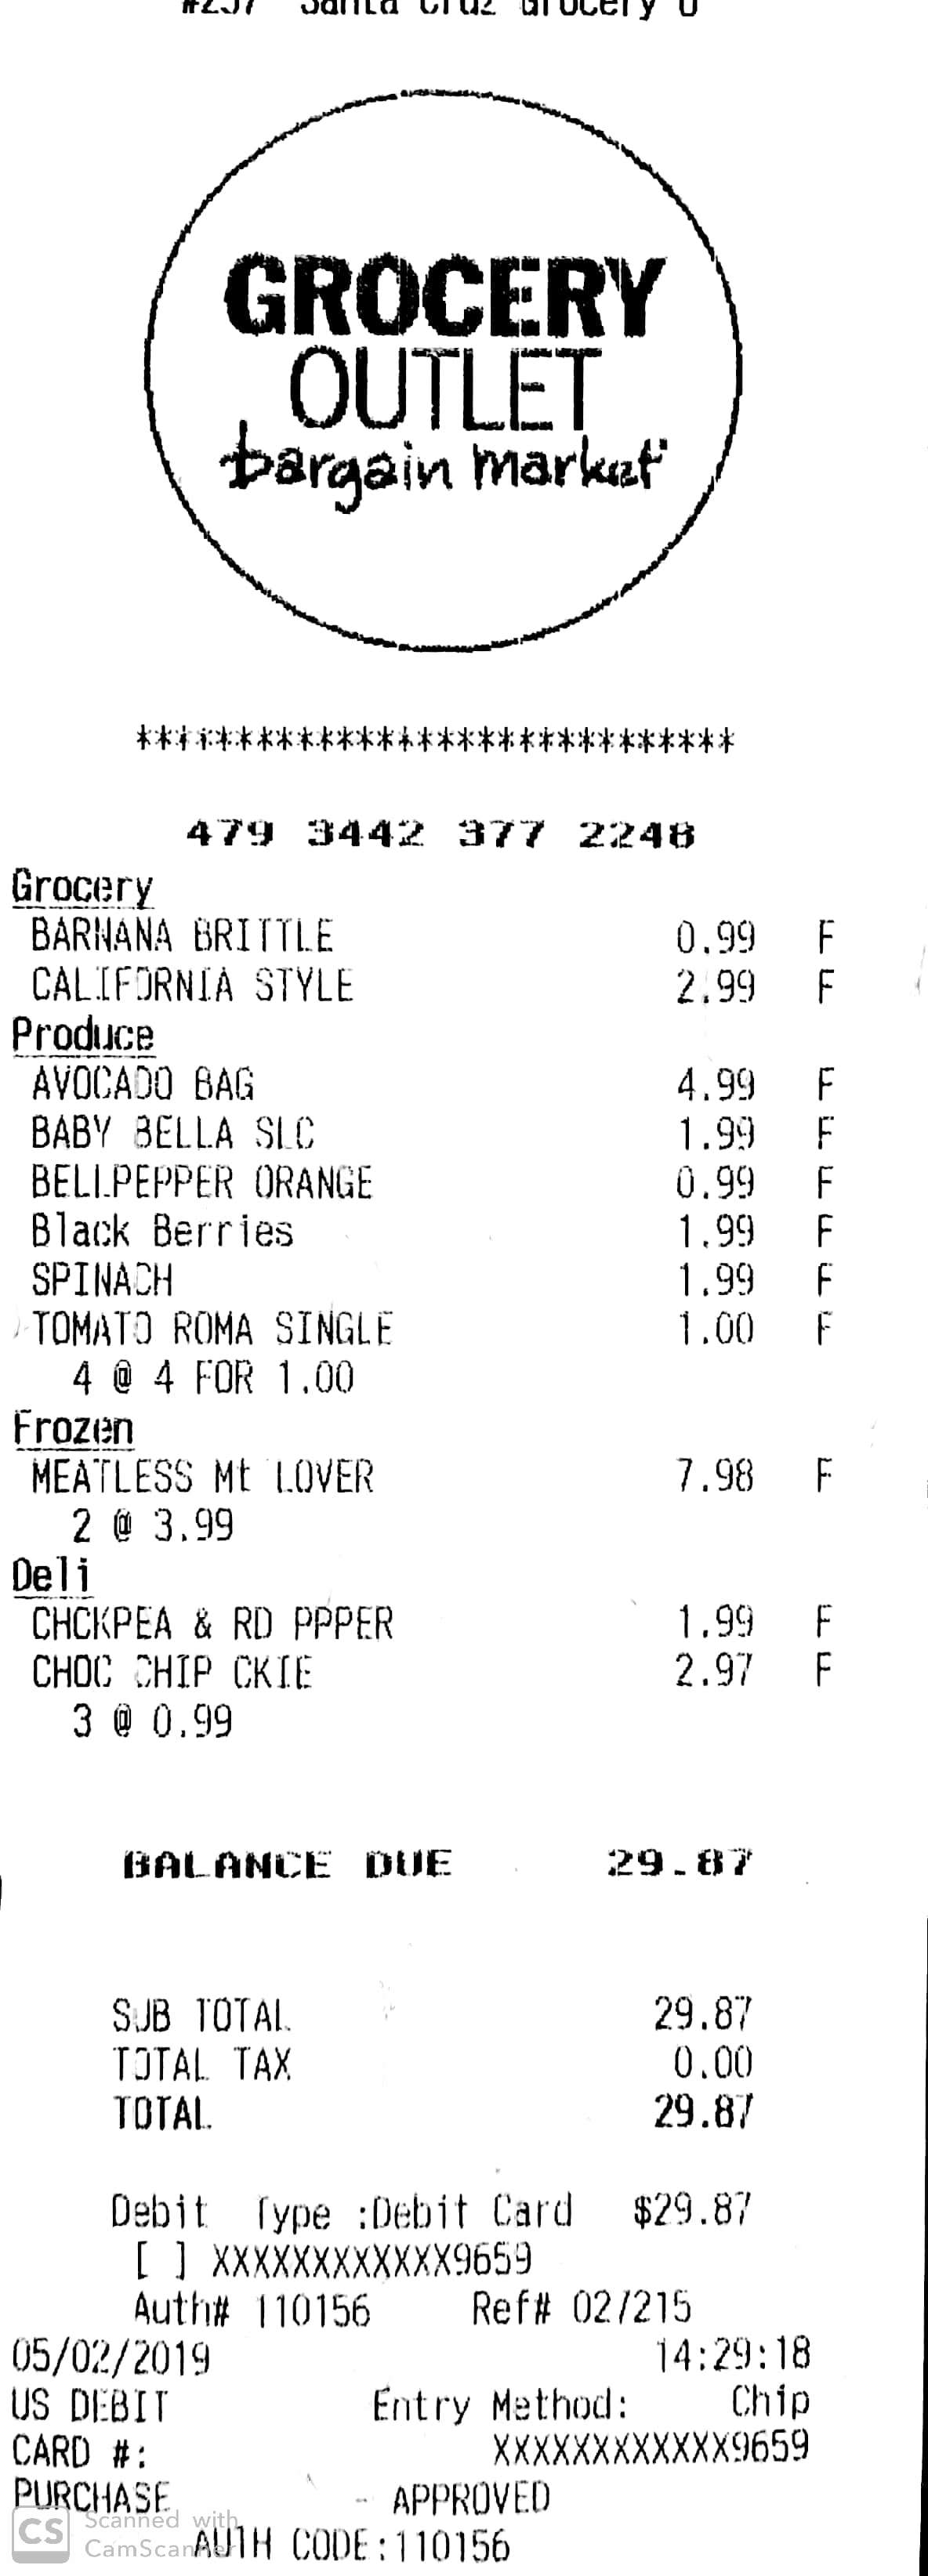 Santa Cruz Grocery O
GROCERY
OUTLET
bargain market
*******************************
479 3442 377 2248
Grocery
BARNANA BRITTLE 0.99 F
CALIFORNIA STYLE 2.99 F
Produce
AVOCADO BAG 4.99 F
BABY BELLA SLC 1.99 F
BELLPEPPER ORANGE 0.99 F
Black Berries 1.99 F
SPINACH 1.99 F
TOMATO ROMA SINGLE 1.00 F
4 @ 4 FOR 1.00
Frozen
MEATLESS Mt LOVER 7.98 F
2 @ 3.99
Deli
CHCKPEA & RD PPPER 1.99 F
CHOC CHIP CKIE 2.97 F
3 @ 0.99
BALANCE DUE 29.87
SUB TOTAL 29.87
TOTAL TAX 0.00
TOTAL 29.87
Debit Type :Debit Card $29.87
[ ] XXXXXXXXXXXX9659
Auth# 110156 Ref# 027215
05/02/2019 14:29:18
US DEBIT Entry Method: Chip
CARD #: XXXXXXXXXXXX9659
PURCHASE - APPROVED
AUTH CODE:110156
CS Scanned with
CamScanner